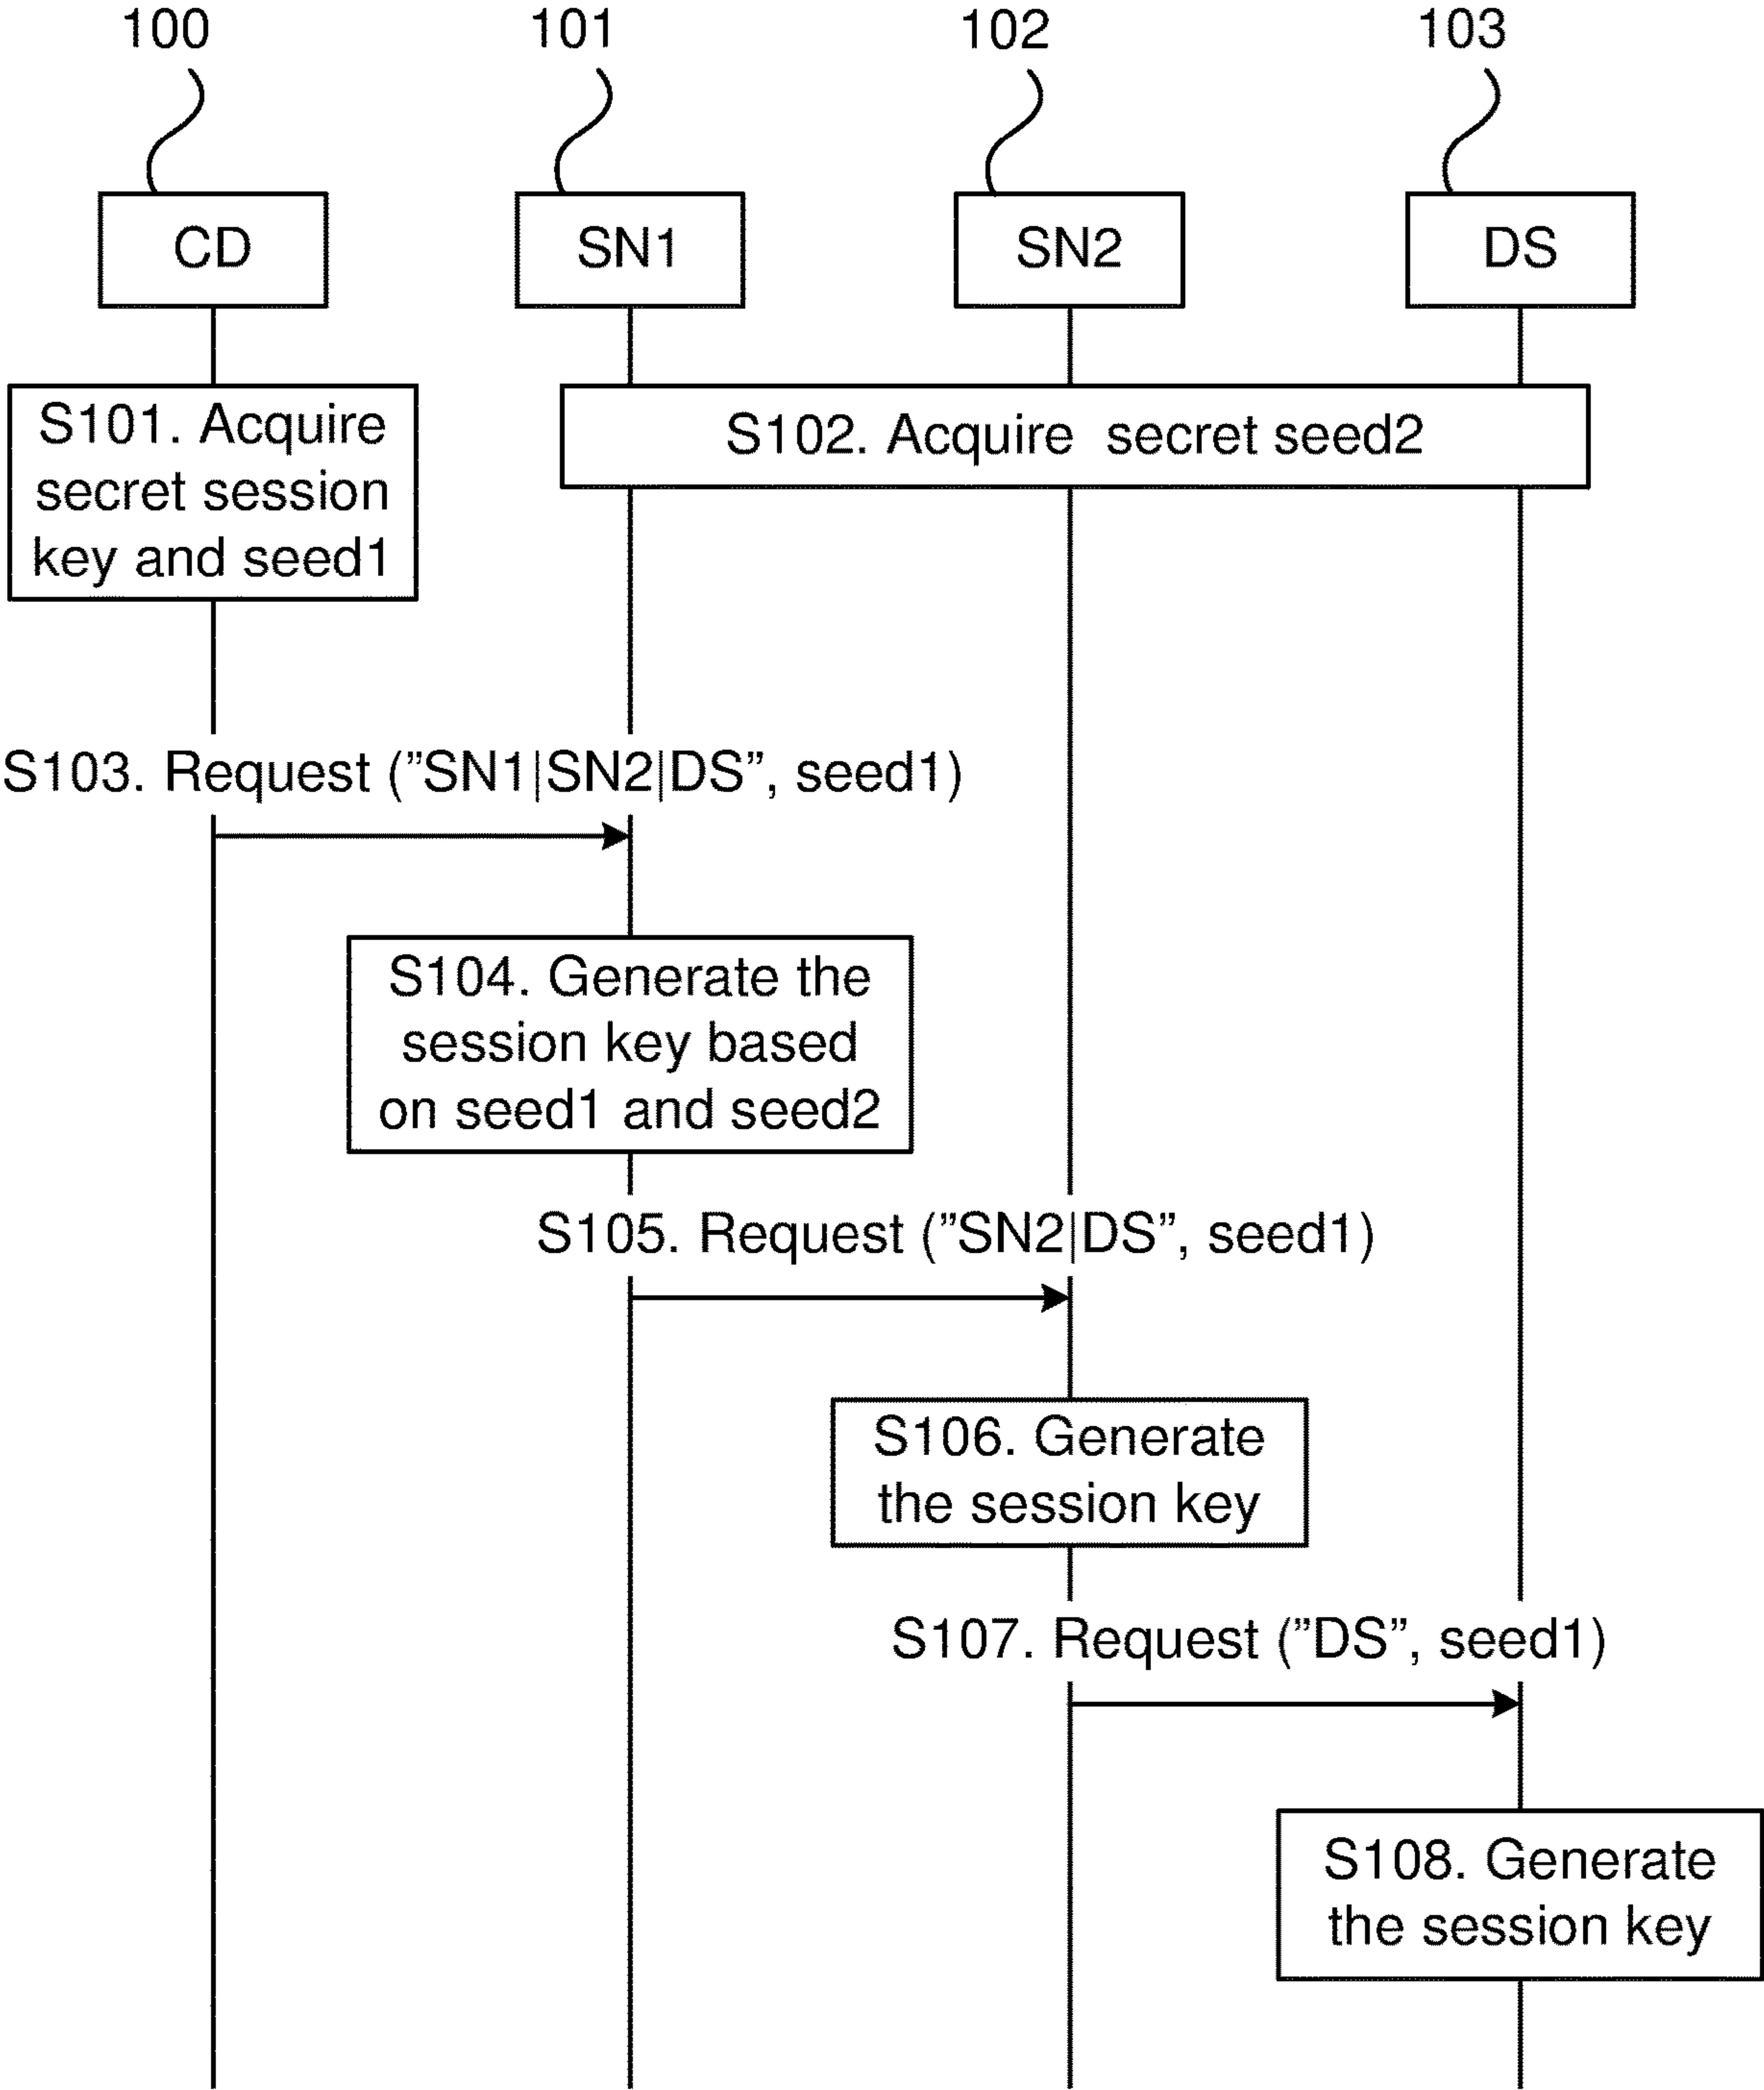 100
101
102
103
CD
SN1
SN2
DS
S101. Acquire
secret session
key and seed1
S102. Acquire secret seed2
S103. Request (”SN1|SN2|DS”, seed1)
S104. Generate the
session key based
on seed1 and seed2
S105. Request (”SN2|DS”, seed1)
S106. Generate
the session key
S107. Request (”DS”, seed1)
S108. Generate
the session key